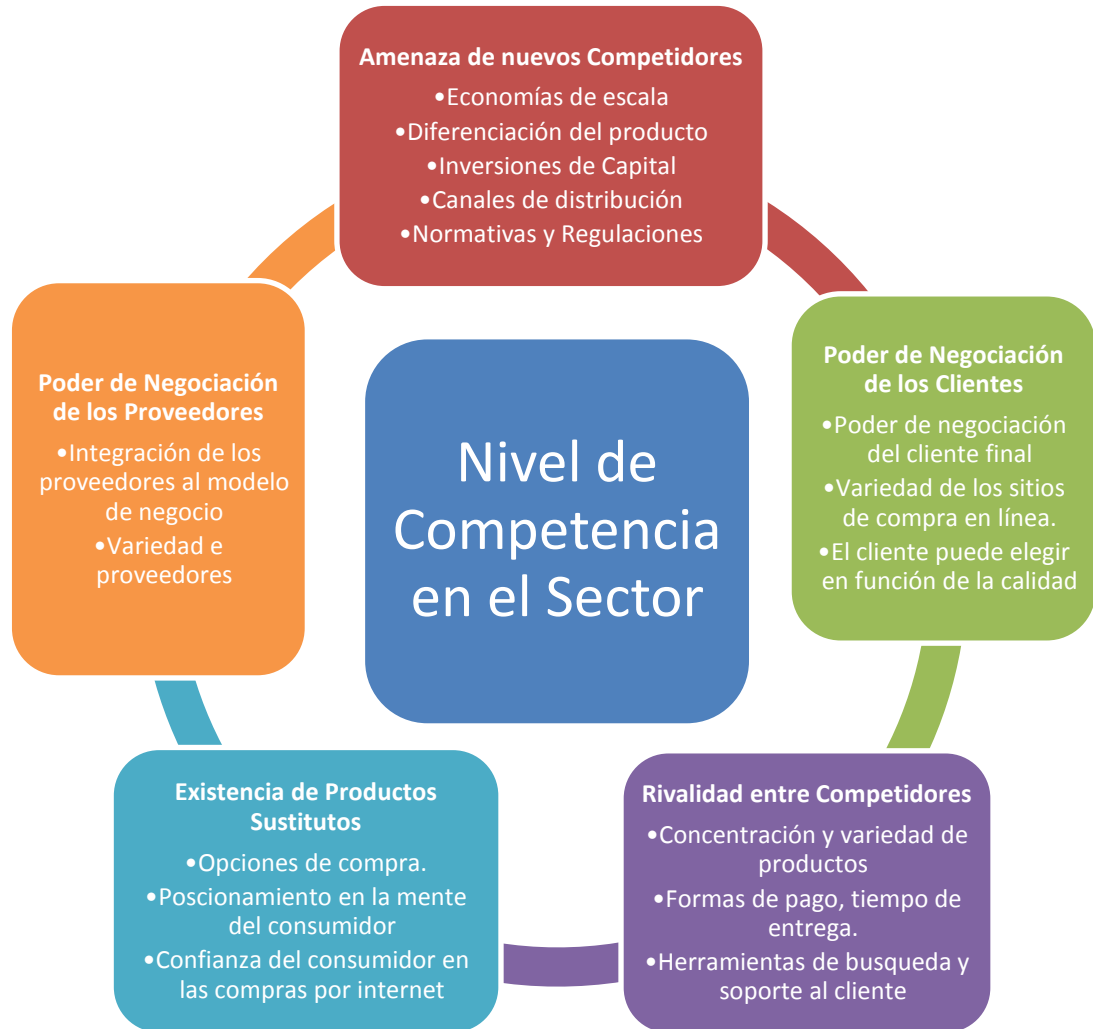 Amenaza de nuevos Competidores
•Economías de escala
•Diferenciación del producto
•Inversiones de Capital
•Canales de distribución
•Normativas y Regulaciones
Poder de Negociación
de los Proveedores
•Integración de los
proveedores al modelo
de negocio
•Variedad e
proveedores
Nivel de
Competencia
en el Sector
Poder de Negociación
de los Clientes
•Poder de negociación
del cliente final
•Variedad de los sitios
de compra en línea.
•El cliente puede elegir
en función de la calidad
Existencia de Productos
Sustitutos
•Opciones de compra.
•Poscionamiento en la mente
del consumidor
•Confianza del consumidor en
las compras por internet
Rivalidad entre Competidores
•Concentración y variedad de
productos
•Formas de pago, tiempo de
entrega.
•Herramientas de busqueda y
soporte al cliente